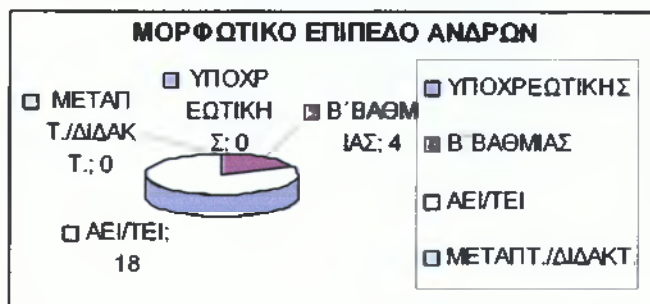 ΜΟΡΦΩΤΙΚΟ ΕΠΙΠΕΔΟ ΑΝΔΡΩΝ
ΜΕΤΑΠ
Τ./ΔΙΔΑΚ
Τ.; 0
ΥΠΟΧΡ
ΕΩΤΙΚΗ
Σ; 0
Β΄ΒΑΘΜ
ΙΑΣ; 4
ΑΕΙ/ΤΕΙ;
18
ΥΠΟΧΡΕΩΤΙΚΗΣ
Β΄ΒΑΘΜΙΑΣ
ΑΕΙ/ΤΕΙ
ΜΕΤΑΠΤ./ΔΙΔΑΚΤ.